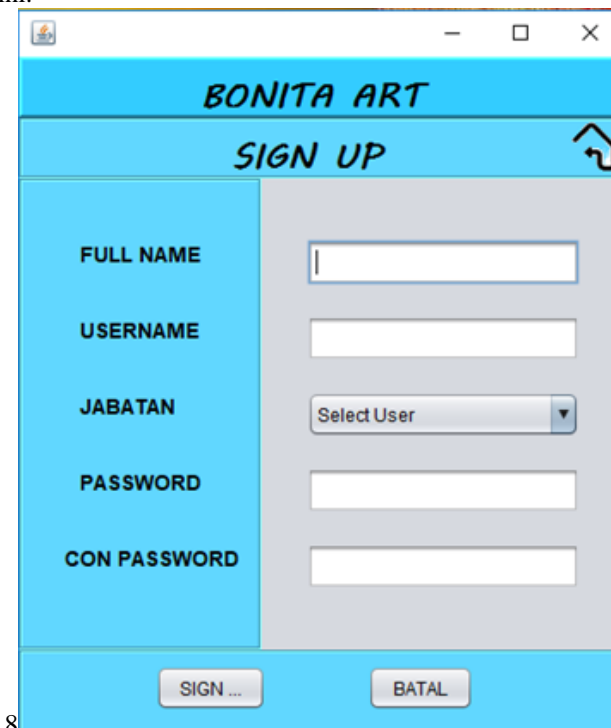 BONITA ART
SIGN UP
FULL NAME
USERNAME
JABATAN
Select User
PASSWORD
CON PASSWORD
SIGN ...
BATAL
8